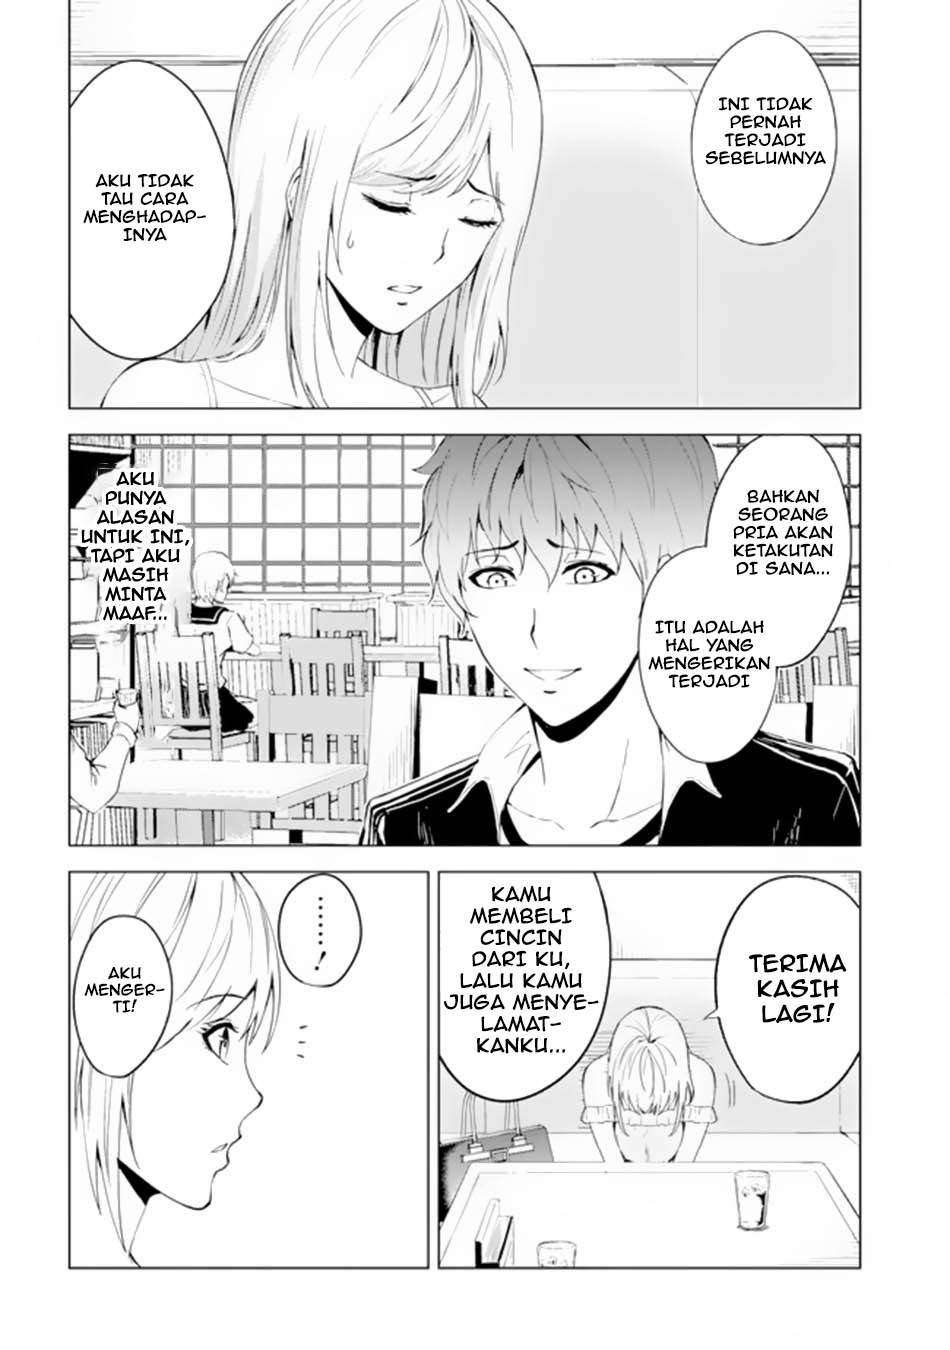 INI TIDAK
PERNAH
TERJADI
SEBELUMNYA
AKU TIDAK
TAU CARA
MENGHADAP-
INYA
BAHKAN
SEORANG
PRIA AKAN
KETAKUTAN
DI SANA...
ITU ADALAH
HAL YANG
MENGERIKAN
TERJADI
AKU
PUNYA
ALASAN
UNTUK INI,
TAPI AKU
MASIH
MINTA
MAAF...
TERIMA
KASIH
LAGI!
KAMU
MEMBELI
CINCIN
DARI KU,
LALU KAMU
JUGA MENYE-
LAMAT-
KANKU...
......!
AKU
MENGER-
TI!